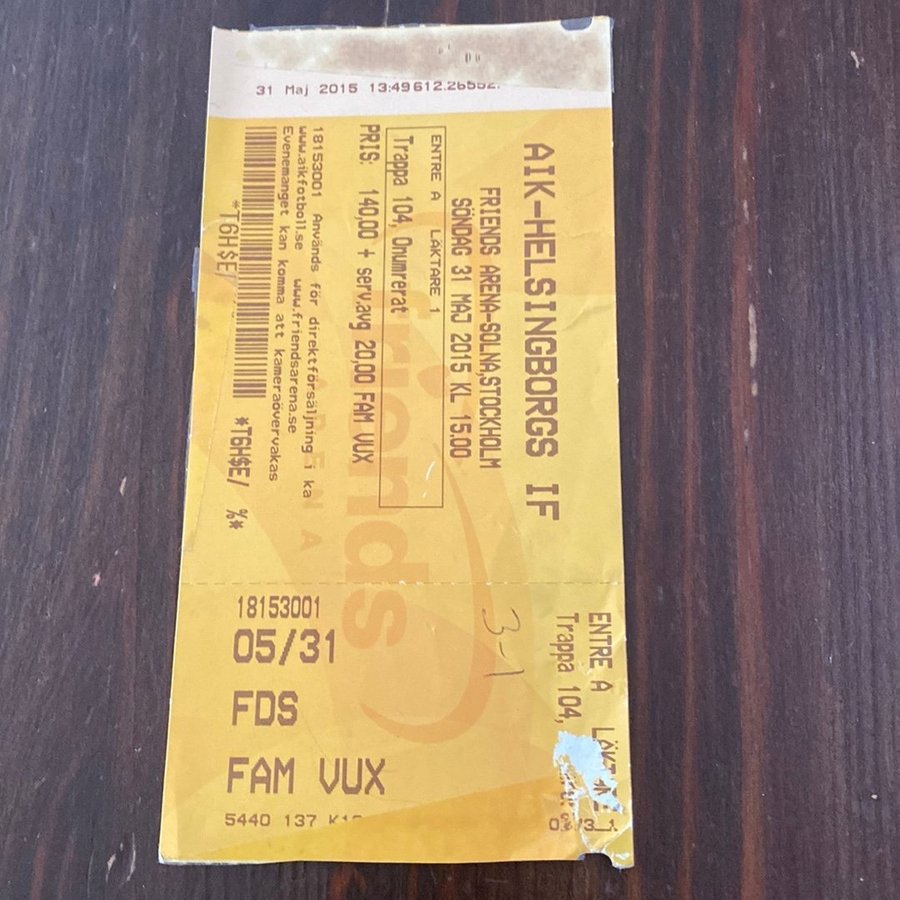 31 Maj 2015 13:49
AIK-HELSINGBORGS IF
FRIENDS ARENA-SOLNA,STOCKHOLM
SÖNDAG 31 MAJ 2015 KL 15.00
ENTRE A LÄKTARE 1
Trappa 104, Onumrerat
PRIS: 140,00 + serv.avg 20,00 FAM VUX
18153001 Används för direktförsäljning i ka
www.aikfotboll.se www.friendsarena.se
Evenemanget kan komma att kameraövervakas
*T6H$E/
*T6H$E/ %*
friends
ARENA
ENTRE A
Trappa 104,
3-1
18153001
05/31
FDS
FAM VUX
5440 137